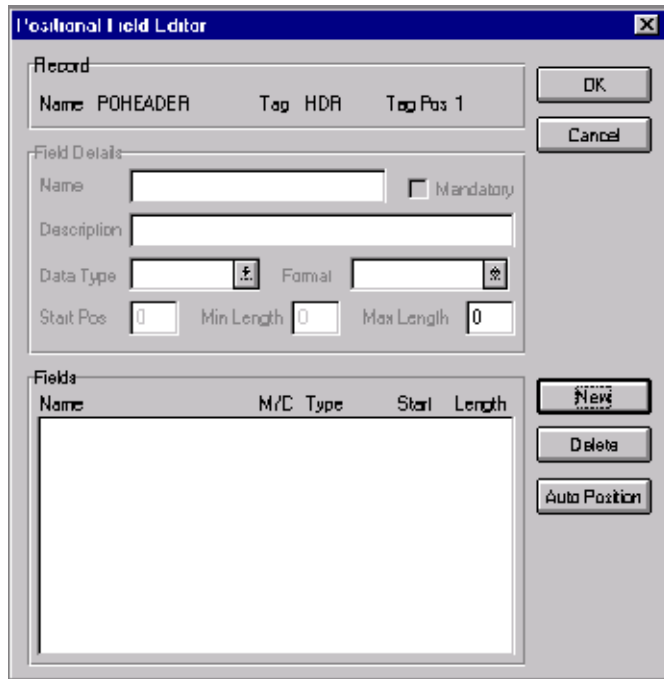 Positional Field Editor
Record
Name POHEADER Tag HDR Tag Pos 1
OK
Cancel
Field Details
Name Mandatory
Description
Data Type Format
Start Pos 0 Min Length 0 Max Length 0
Fields
Name M/C Type Start Length
New
Delete
Auto Position